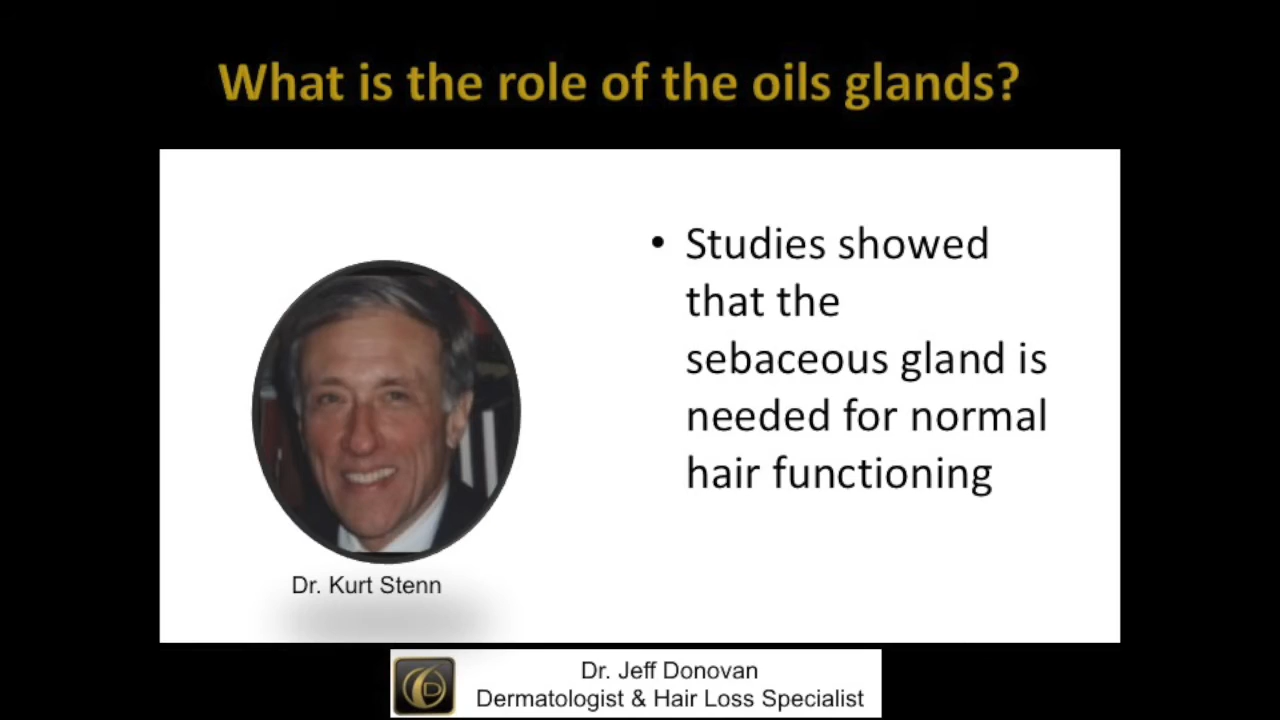 What is the role of the oils glands?
• Studies showed
that the
sebaceous gland is
needed for normal
hair functioning
Dr. Kurt Stenn
D
Dr. Jeff Donovan
Dermatologist & Hair Loss Specialist